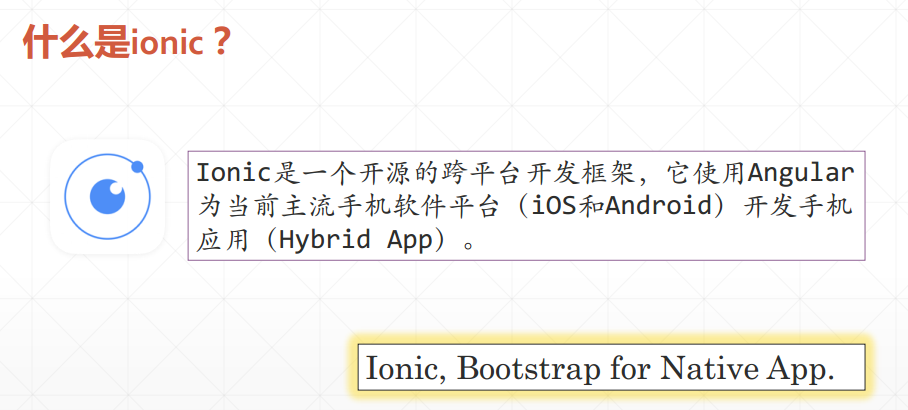 什么是ionic？
Ionic是一个开源的跨平台开发框架，它使用Angular
为当前主流手机软件平台（iOS和Android）开发手机
应用（Hybrid App）。
Ionic, Bootstrap for Native App.